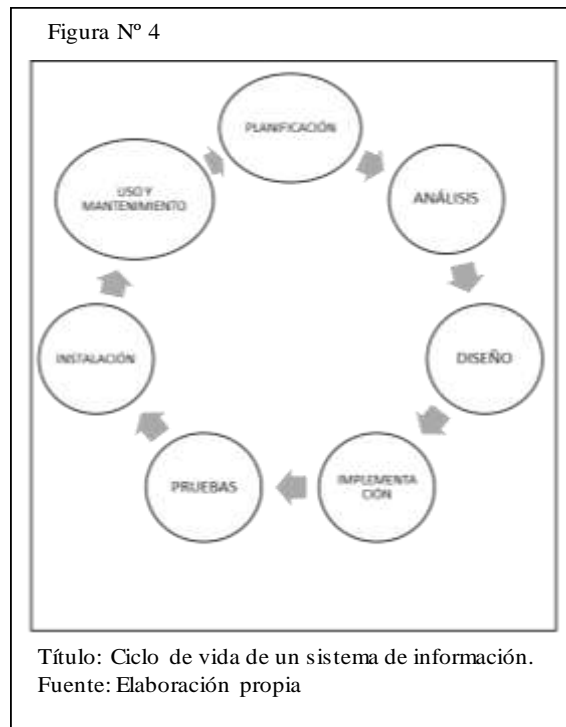 Figura Nº 4
PLANIFICACIÓN
ANÁLISIS
DISEÑO
IMPLEMENTA
CIÓN
PRUEBAS
INSTALACIÓN
USO Y
MANTENIMIENTO
Título: Ciclo de vida de un sistema de información.
Fuente: Elaboración propia